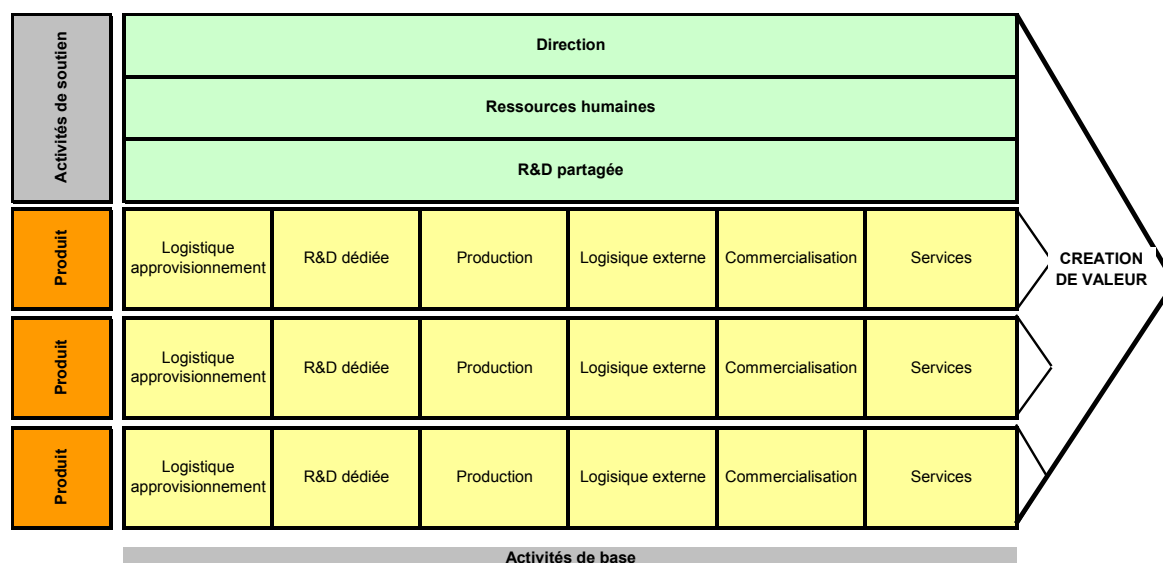 Activités de soutien
Direction
Ressources humaines
R&D partagée
Produit
Logistique
approvisionnement
R&D dédiée
Production
Logisique externe
Commercialisation
Services
CREATION
DE VALEUR
Produit
Logistique
approvisionnement
R&D dédiée
Production
Logisique externe
Commercialisation
Services
Produit
Logistique
approvisionnement
R&D dédiée
Production
Logisique externe
Commercialisation
Services
Activités de base